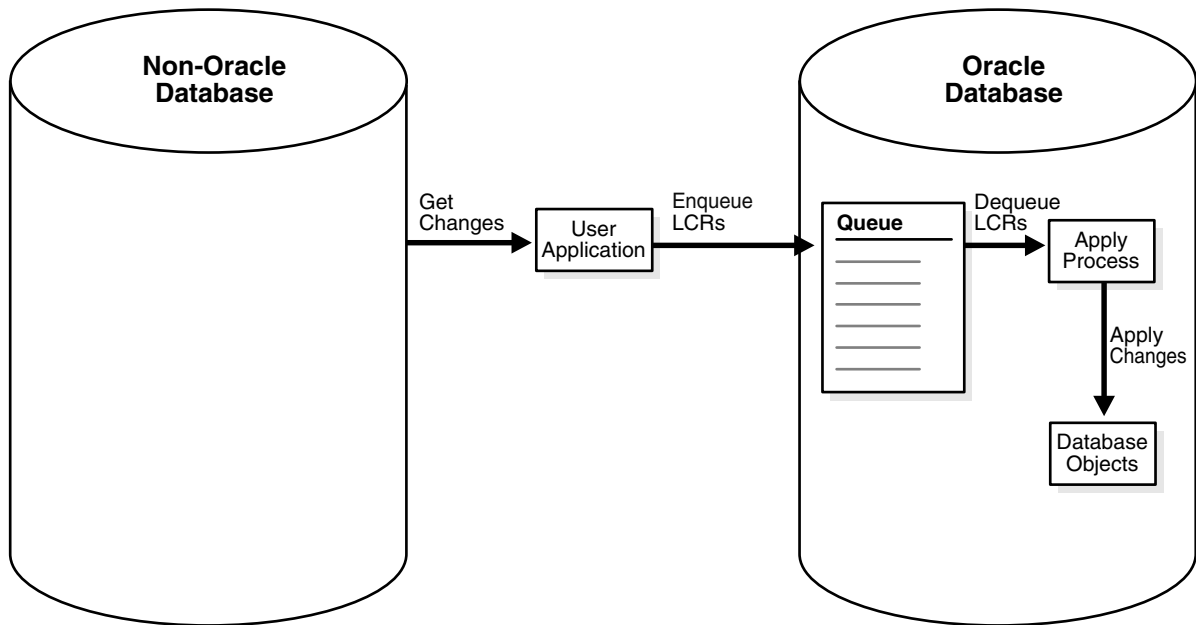 Non-Oracle
Database
Oracle
Database
Get
Changes
User
Application
Enqueue
LCRs
Queue
Dequeue
LCRs
Apply
Process
Apply
Changes
Database
Objects